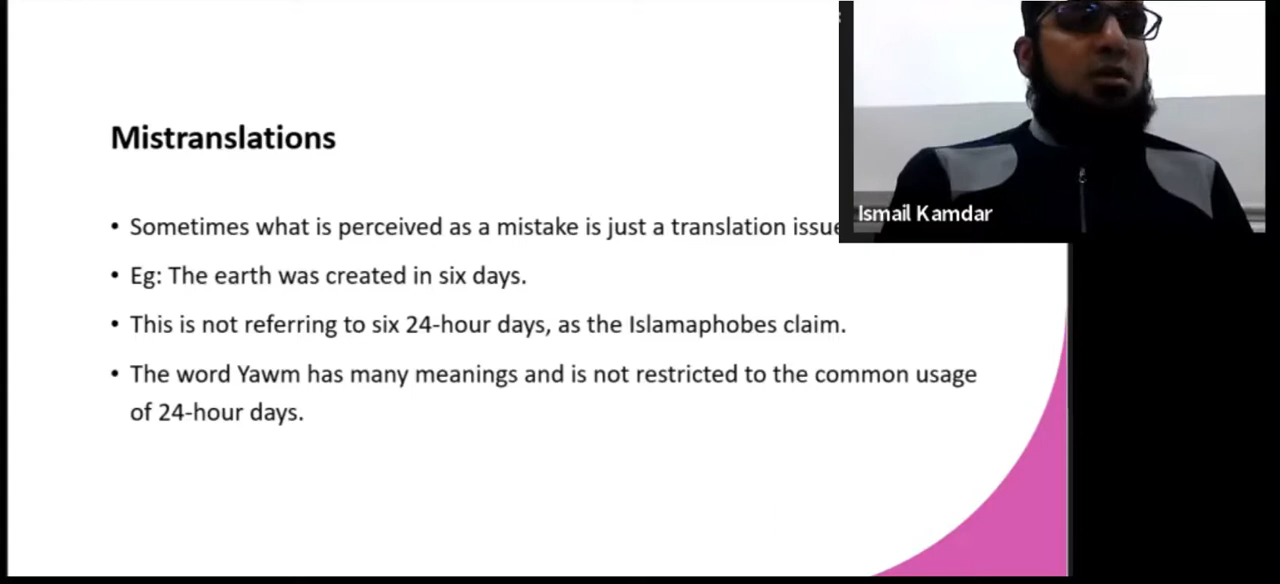 Mistranslations
• Sometimes what is perceived as a mistake is just a translation issue
• Eg: The earth was created in six days.
• This is not referring to six 24-hour days, as the Islamaphobes claim.
• The word Yawm has many meanings and is not restricted to the common usage
of 24-hour days.
Ismail Kamdar